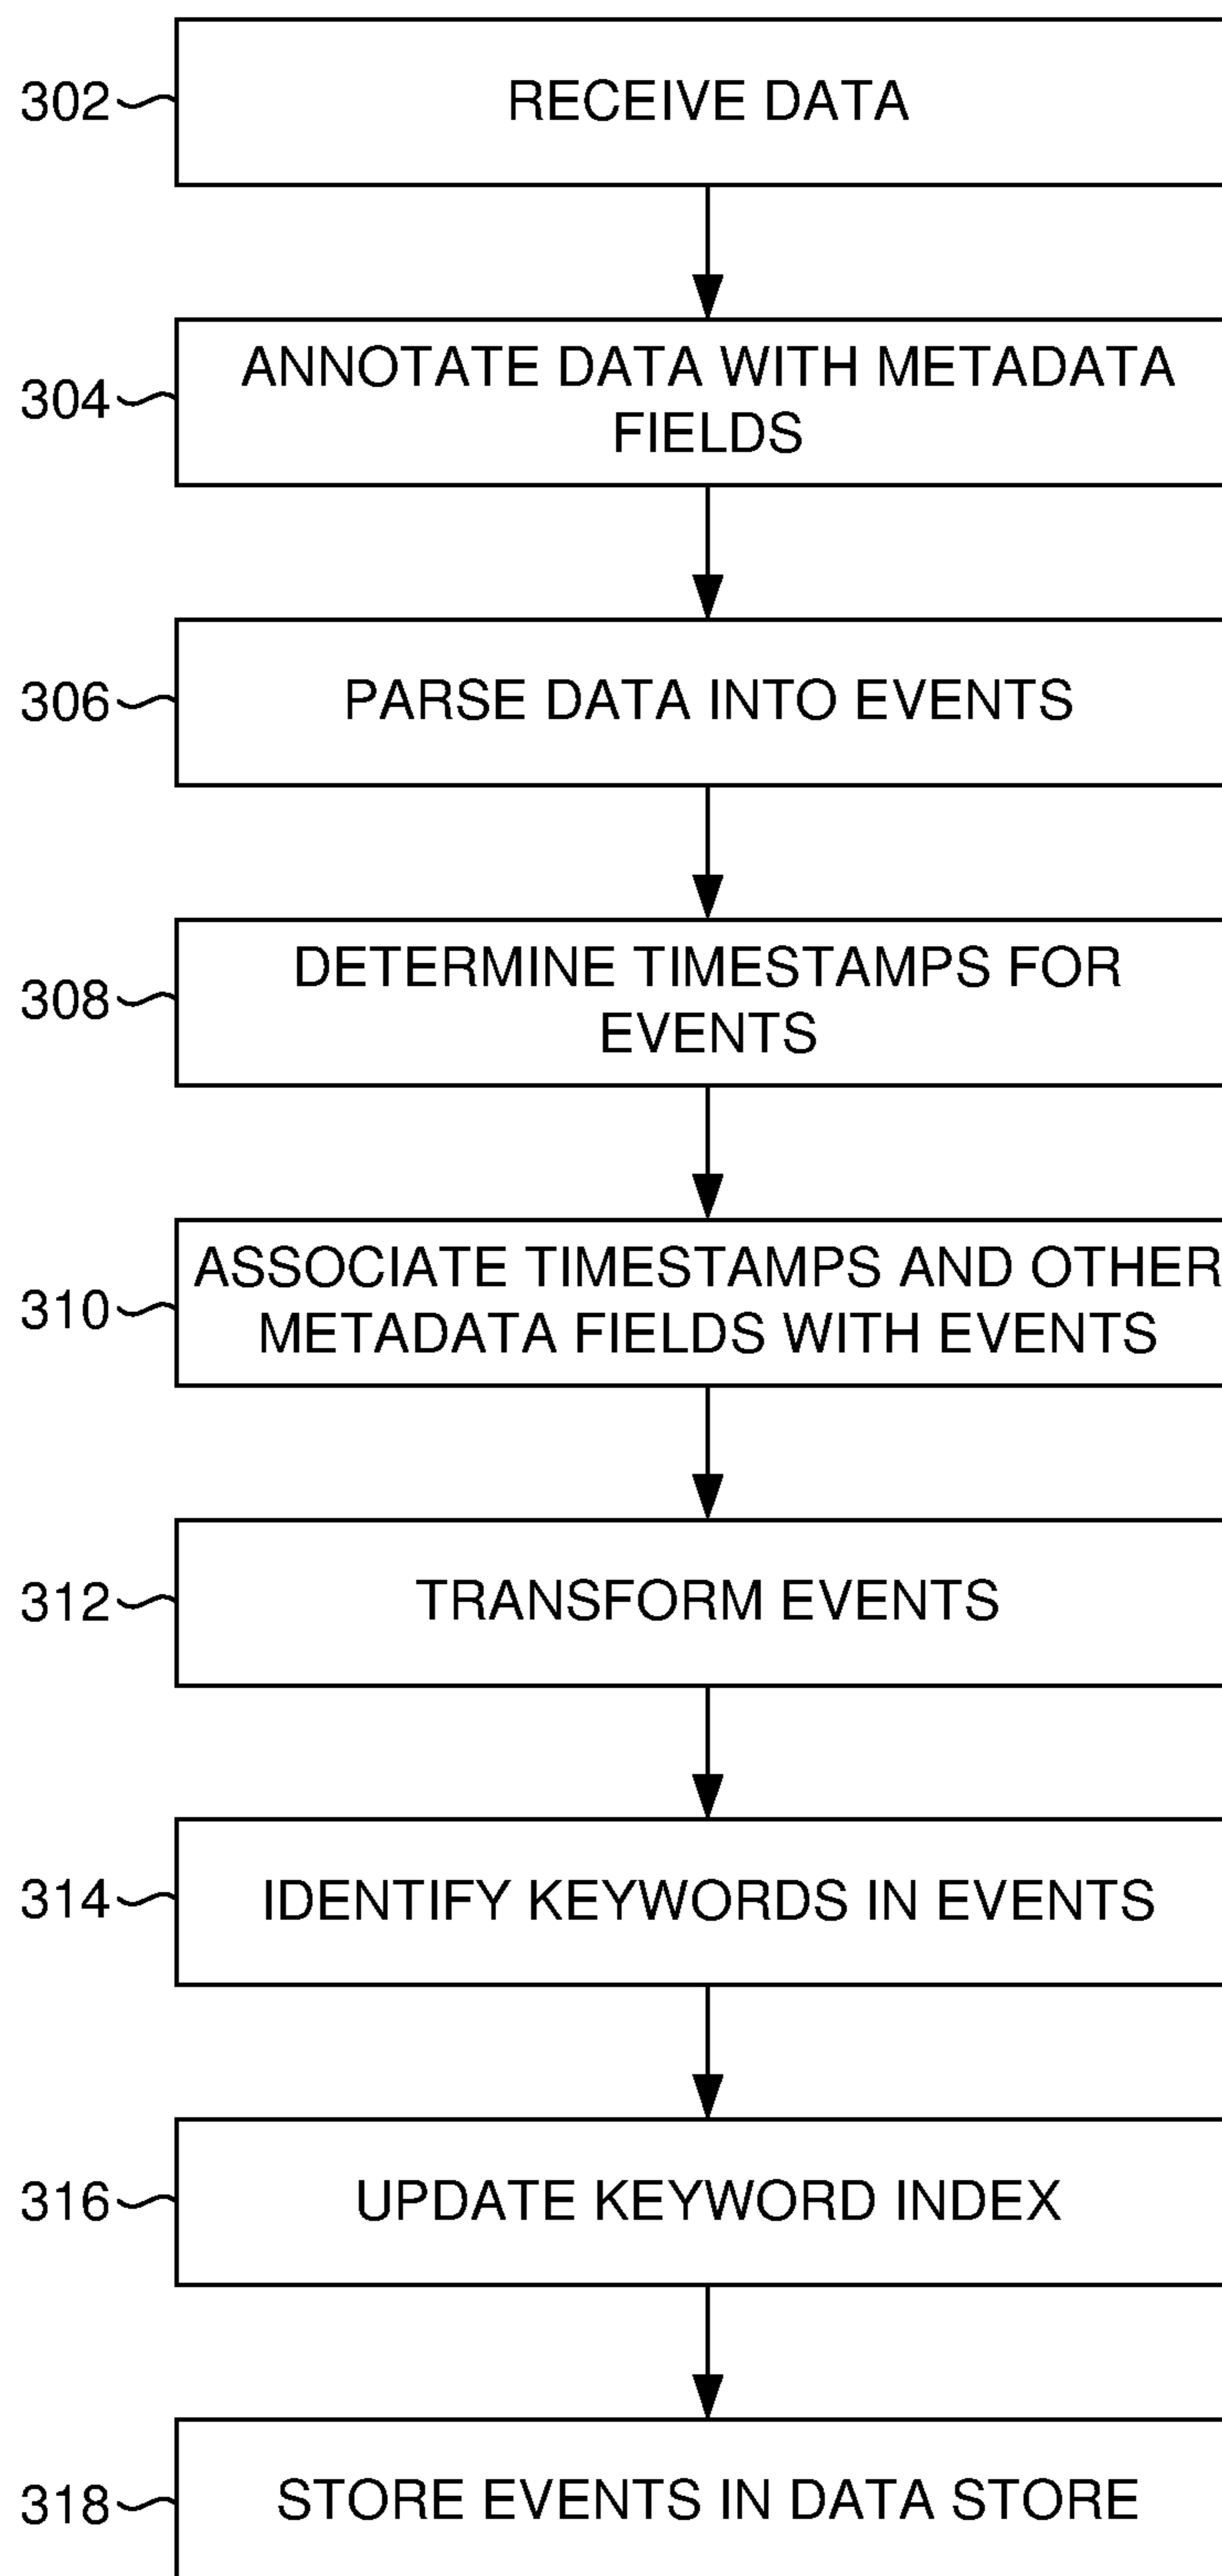 302
RECEIVE DATA
304
ANNOTATE DATA WITH METADATA
FIELDS
306
PARSE DATA INTO EVENTS
308
DETERMINE TIMESTAMPS FOR
EVENTS
310
ASSOCIATE TIMESTAMPS AND OTHER
METADATA FIELDS WITH EVENTS
312
TRANSFORM EVENTS
314
IDENTIFY KEYWORDS IN EVENTS
316
UPDATE KEYWORD INDEX
318
STORE EVENTS IN DATA STORE